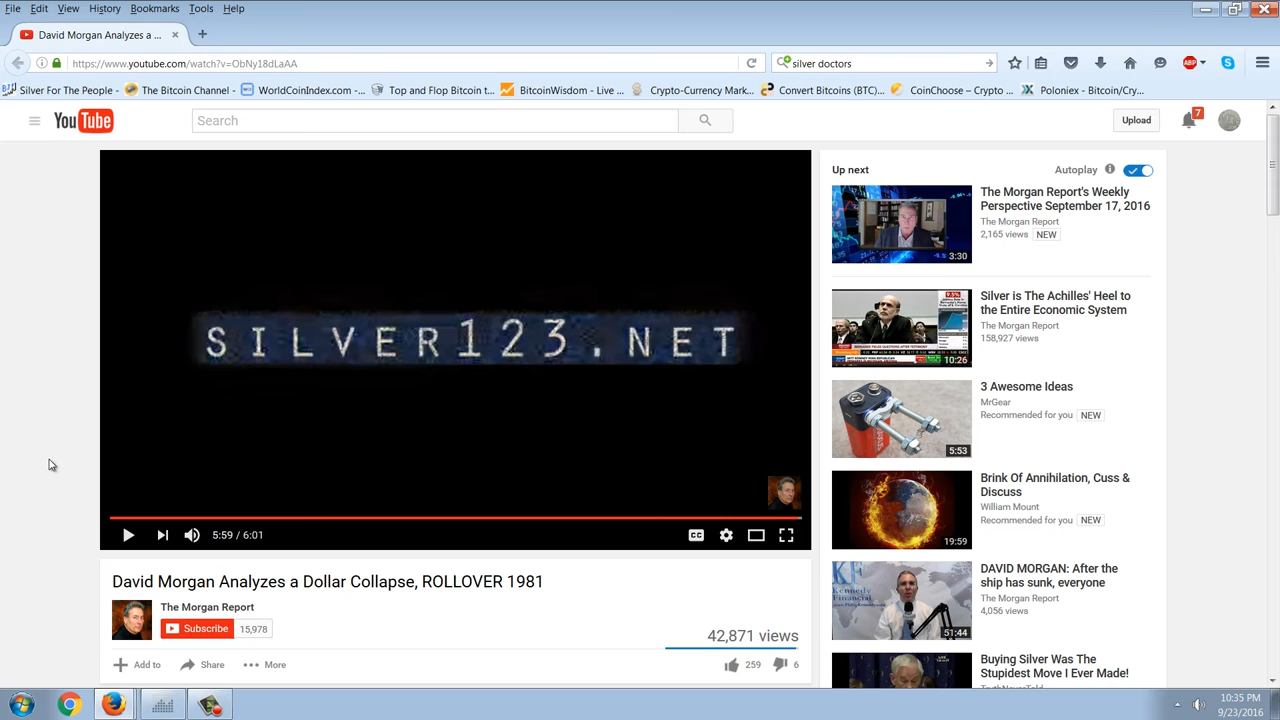 File Edit View History Bookmarks Tools Help
David Morgan Analyzes a ...
https://www.youtube.com/watch?v=ObNy18dLaAA
silver doctors
Silver For The People - The Bitcoin Channel - WorldCoinIndex.com -... Top and Flop Bitcoin t... BitcoinWisdom - Live ... Crypto-Currency Mark... Convert Bitcoins (BTC)... CoinChoose – Crypto ... Poloniex - Bitcoin/Cry...
YouTube
Search
Upload
7
SILVER123.NET
5:59 / 6:01
CC
David Morgan Analyzes a Dollar Collapse, ROLLOVER 1981
The Morgan Report
Subscribe 15,978
42,871 views
Add to Share More
259 6
Up next
Autoplay
3:30
The Morgan Report's Weekly
Perspective September 17, 2016
The Morgan Report
2,165 views NEW
10:26
Silver is The Achilles' Heel to
the Entire Economic System
The Morgan Report
158,927 views
5:53
3 Awesome Ideas
MrGear
Recommended for you NEW
19:59
Brink Of Annihilation, Cuss &
Discuss
William Mount
Recommended for you NEW
51:44
DAVID MORGAN: After the
ship has sunk, everyone
The Morgan Report
4,056 views
Buying Silver Was The
Stupidest Move I Ever Made!
10:35 PM
9/23/2016